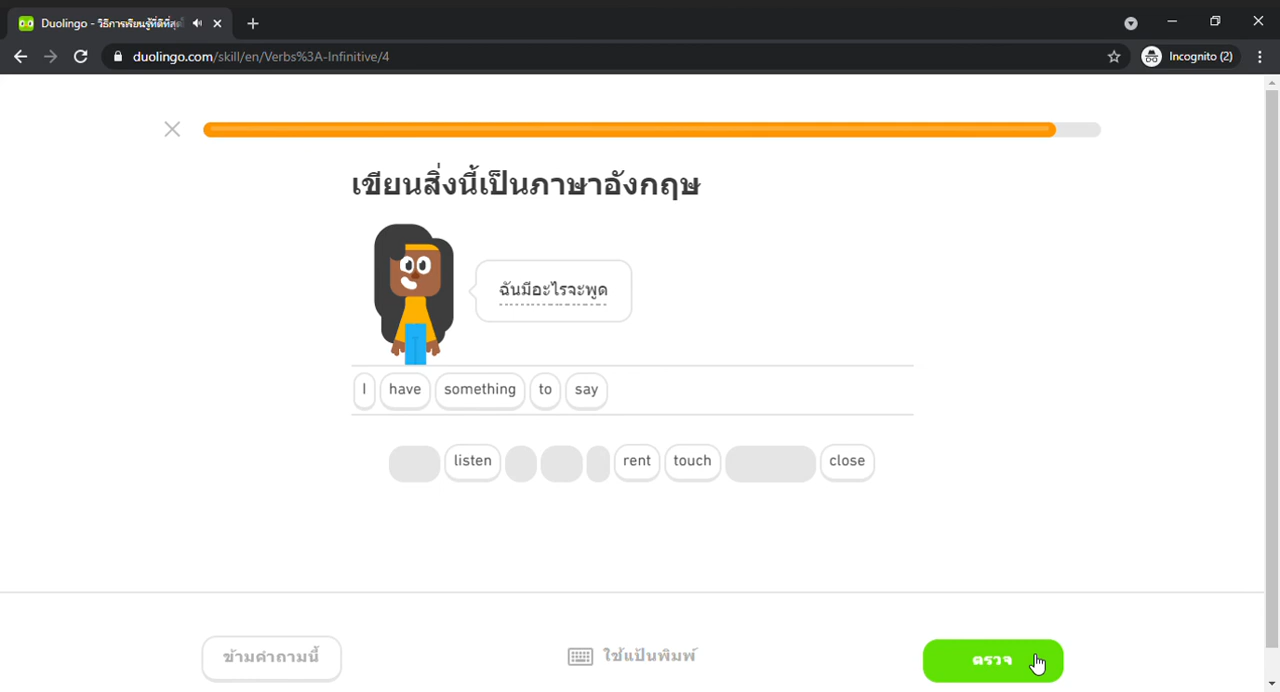 Duolingo - วิธีการเรียนรู้ที่ดีที่สุดใ
duolingo.com/skill/en/Verbs%3A-Infinitive/4
Incognito (2)
เขียนสิ่งนี้เป็นภาษาอังกฤษ
ฉันมีอะไรจะพูด
I have something to say
listen rent touch close
ข้ามคำถามนี้
ใช้แป้นพิมพ์
ตรวจ